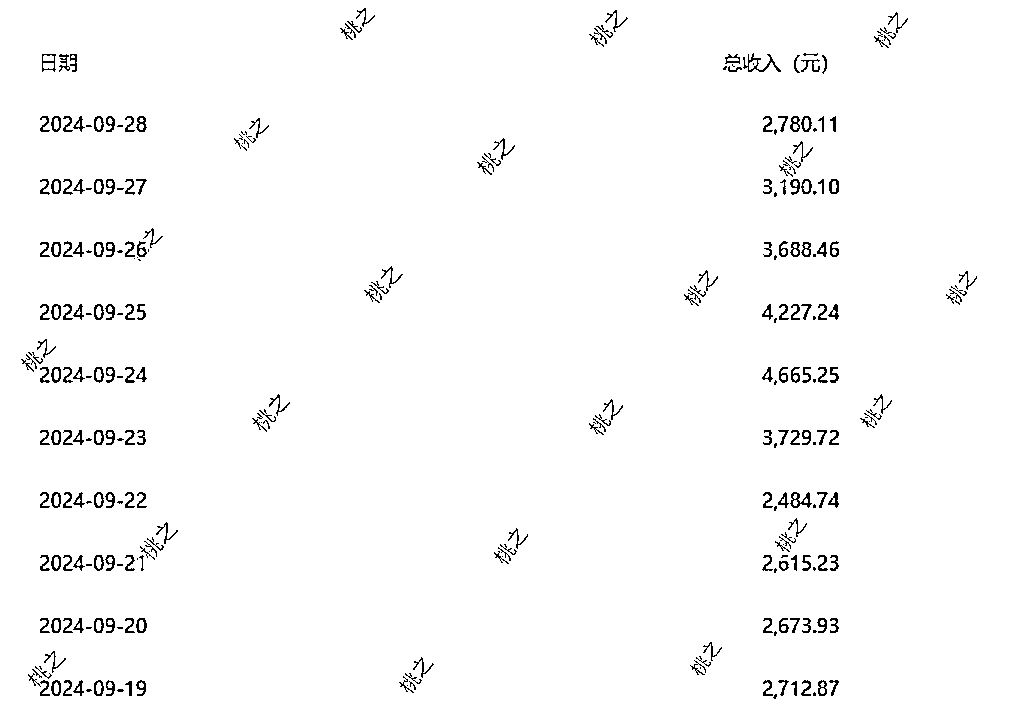 桃之 桃之 桃之
日期 总收入（元）
2024-09-28 2,780.11
桃之 桃之 桃之
2024-09-27 3,190.10
桃之
2024-09-26 3,688.46
桃之 桃之 桃之
2024-09-25 4,227.24
桃之
2024-09-24 4,665.25
桃之 桃之 桃之
2024-09-23 3,729.72
2024-09-22 2,484.74
桃之 桃之 桃之
2024-09-21 2,615.23
2024-09-20 2,673.93
桃之 桃之 桃之
2024-09-19 2,712.87